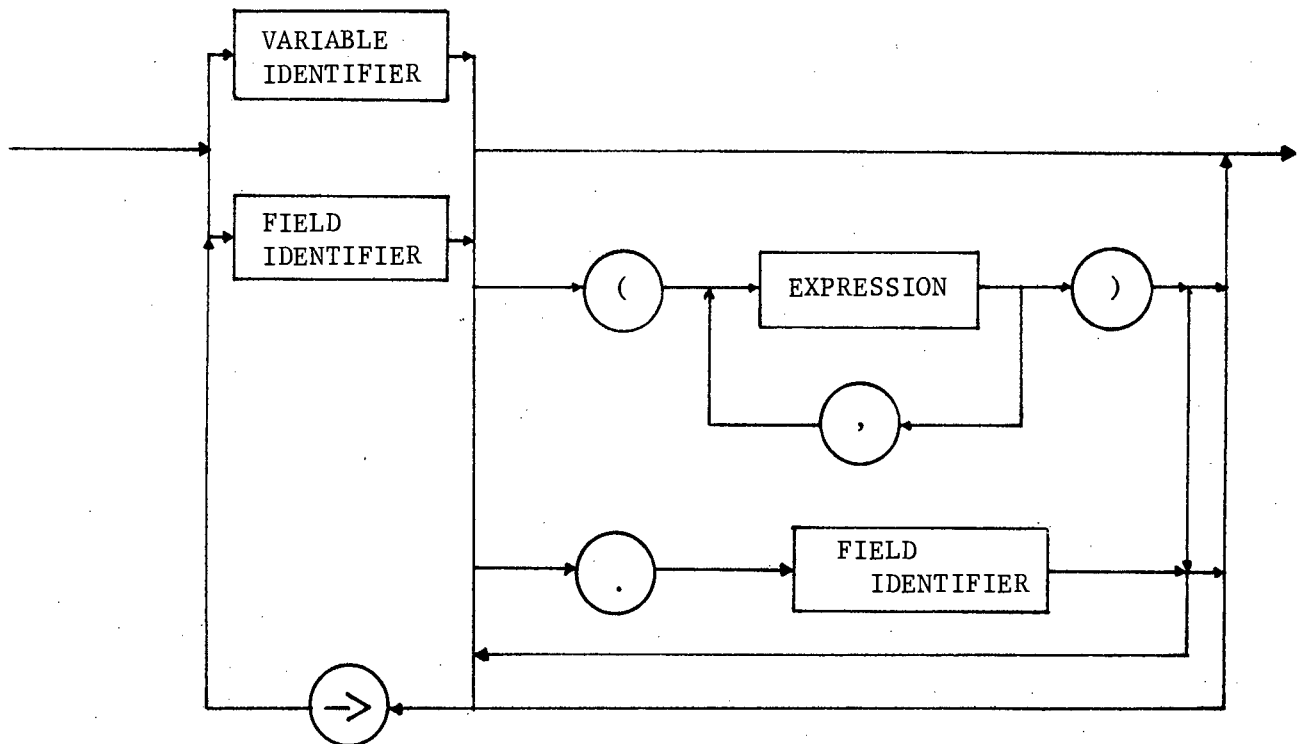 VARIABLE
IDENTIFIER
FIELD
IDENTIFIER
(
EXPRESSION
)
,
.
FIELD
IDENTIFIER
->